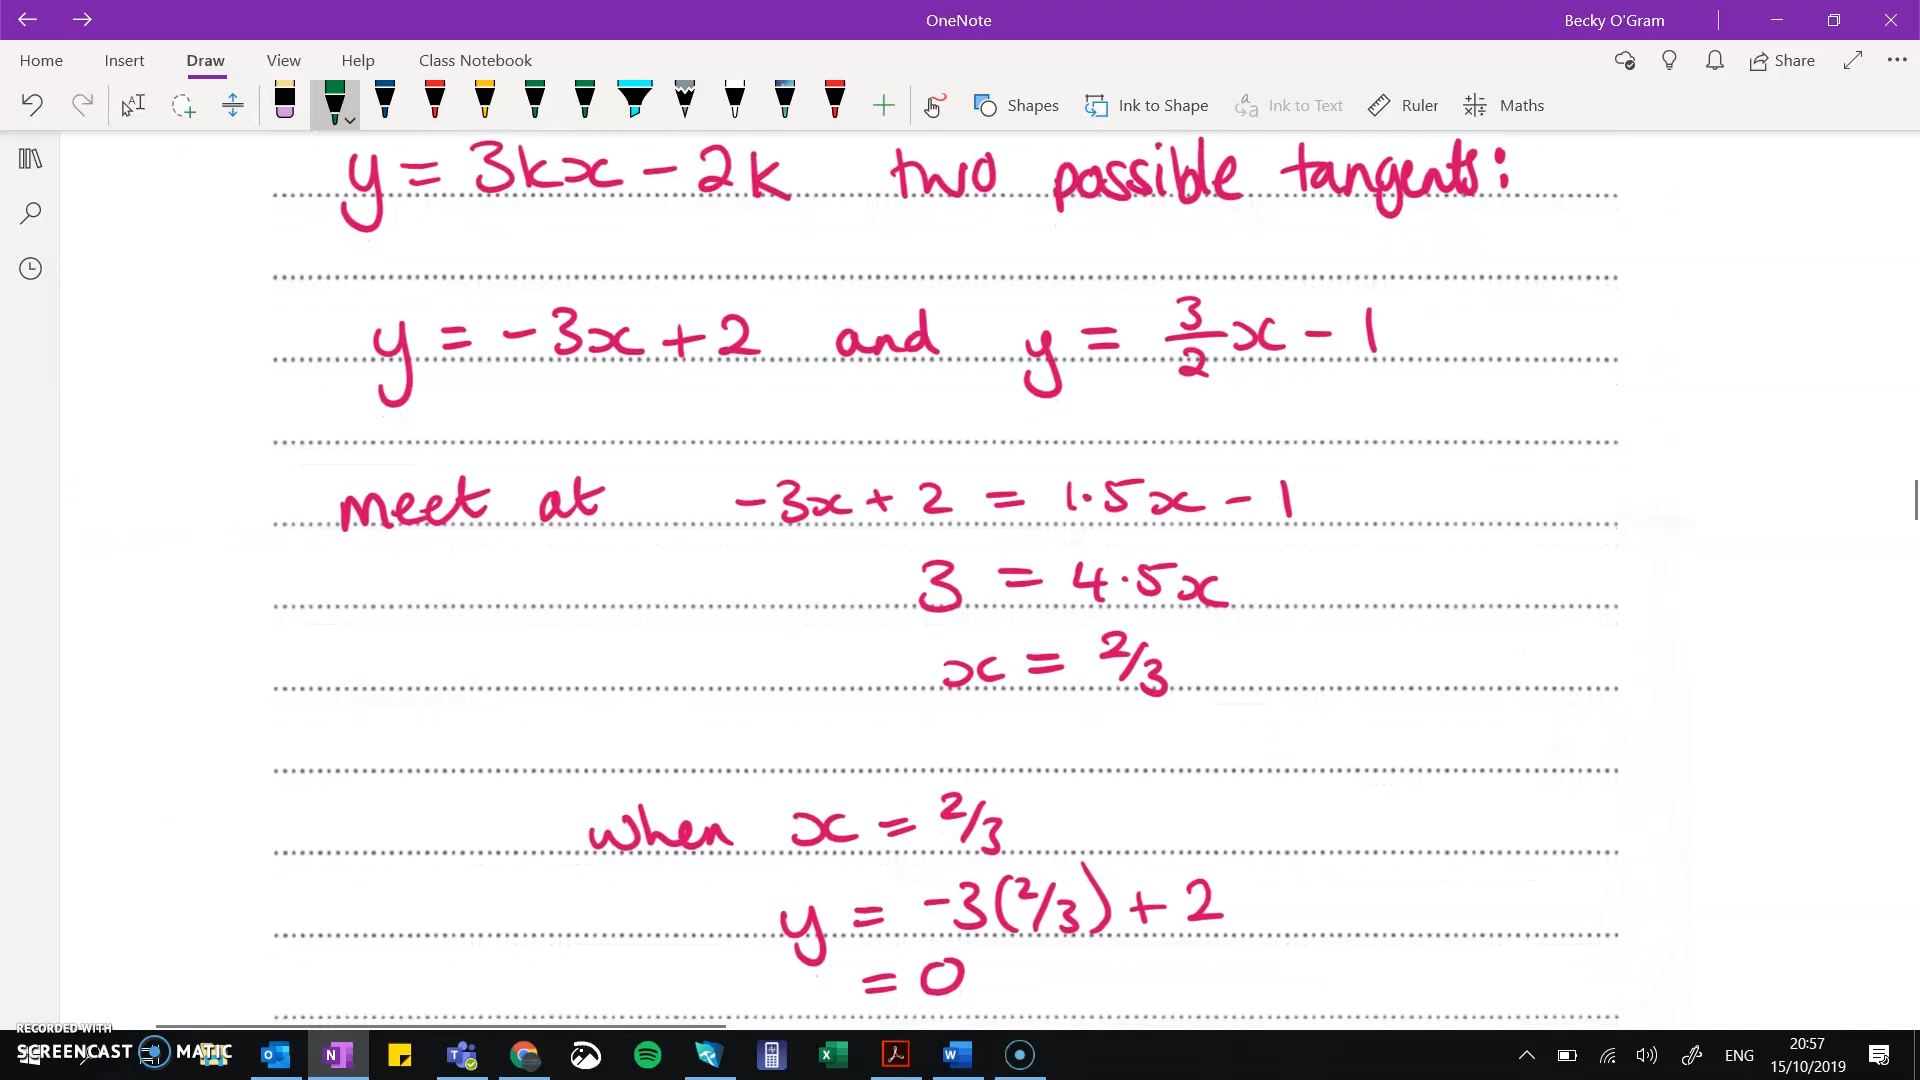 OneNote
Becky O'Gram
Home Insert Draw View Help Class Notebook
Share
Shapes Ink to Shape Ink to Text Ruler Maths
y = 3kx - 2k two possible tangents:
y = -3x + 2 and y = 3/2 x - 1
meet at -3x + 2 = 1.5x - 1
3 = 4.5x
x = 2/3
when x = 2/3
y = -3(2/3) + 2
= 0
RECORDED WITH
SCREENCAST MATIC
ENG
20:57
15/10/2019